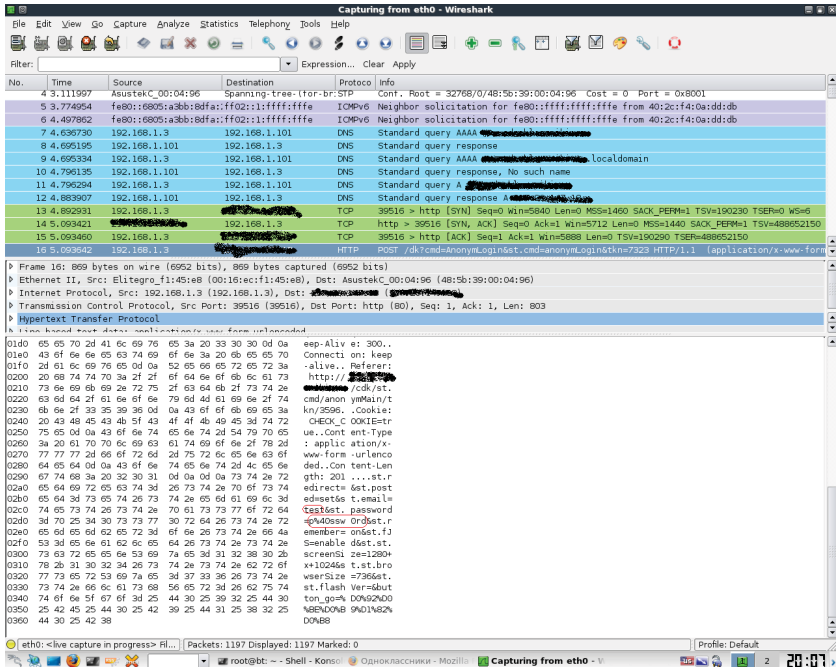 Capturing from eth0 - Wireshark
File Edit View Go Capture Analyze Statistics Telephony Tools Help
Filter: Expression... Clear Apply
No. Time Source Destination Protoco Info
4 3.111997 AsustekC_00:04:96 Spanning-tree-(for-br STP Conf. Root = 32768/0/48:5b:39:00:04:96 Cost = 0 Port = 0x8001
5 3.774954 fe80::6805:a3bb:8dfa: ff02::1:ffff:fffe ICMPv6 Neighbor solicitation for fe80::ffff:ffff:fffe from 40:2c:f4:0a:dd:db
6 4.497862 fe80::6805:a3bb:8dfa: ff02::1:ffff:fffe ICMPv6 Neighbor solicitation for fe80::ffff:ffff:fffe from 40:2c:f4:0a:dd:db
7 4.636730 192.168.1.3 192.168.1.101 DNS Standard query AAAA
8 4.695195 192.168.1.101 192.168.1.3 DNS Standard query response
9 4.695334 192.168.1.3 192.168.1.101 DNS Standard query AAAA .localdomain
10 4.796135 192.168.1.101 192.168.1.3 DNS Standard query response, No such name
11 4.796294 192.168.1.3 192.168.1.101 DNS Standard query A
12 4.883907 192.168.1.101 192.168.1.3 DNS Standard query response A
13 4.892931 192.168.1.3 TCP 39516 > http [SYN] Seq=0 Win=5840 Len=0 MSS=1460 SACK_PERM=1 TSV=190230 TSER=0 WS=6
14 5.093421 192.168.1.3 TCP http > 39516 [SYN, ACK] Seq=0 Ack=1 Win=5712 Len=0 MSS=1440 SACK_PERM=1 TSV=488652150
15 5.093460 192.168.1.3 TCP 39516 > http [ACK] Seq=1 Ack=1 Win=5888 Len=0 TSV=190290 TSER=488652150
16 5.093642 192.168.1.3 HTTP POST /dk?cmd=AnonymLogin&st.cmd=anonymLogin&tkn=7323 HTTP/1.1 (application/x-www-form
Frame 16: 869 bytes on wire (6952 bits), 869 bytes captured (6952 bits)
Ethernet II, Src: Elitegro_f1:45:e8 (00:16:ec:f1:45:e8), Dst: AsustekC_00:04:96 (48:5b:39:00:04:96)
Internet Protocol, Src: 192.168.1.3 (192.168.1.3), Dst:
Transmission Control Protocol, Src Port: 39516 (39516), Dst Port: http (80), Seq: 1, Ack: 1, Len: 803
Hypertext Transfer Protocol
Line-based text data: application/x-www-form-urlencoded
01d0 65 65 70 2d 41 6c 69 76 65 3a 20 33 30 30 0d 0a eep-Aliv e: 300..
01e0 43 6f 6e 6e 65 63 74 69 6f 6e 3a 20 6b 65 65 70 Connecti on: keep
01f0 2d 61 6c 69 76 65 0d 0a 52 65 66 65 72 65 72 3a -alive.. Referer:
0200 20 68 74 74 70 3a 2f 2f 6f 64 6e 6f 6b 6c 61 73 http://
0210 73 6e 69 6b 69 2e 72 75 2f 63 64 6b 2f 73 74 2e /cdk/st.
0220 63 6d 64 2f 61 6e 6f 6e 79 6d 4d 61 69 6e 2f 74 cmd/anon ymMain/t
0230 6b 6e 2f 33 35 39 36 0d 0a 43 6f 6f 6b 69 65 3a kn/3596. .Cookie:
0240 20 43 48 45 43 4b 5f 43 4f 4f 4b 49 45 3d 74 72 CHECK_C OOKIE=tr
0250 75 65 0d 0a 43 6f 6e 74 65 6e 74 2d 54 79 70 65 ue..Cont ent-Type
0260 3a 20 61 70 70 6c 69 63 61 74 69 6f 6e 2f 78 2d : applic ation/x-
0270 77 77 77 2d 66 6f 72 6d 2d 75 72 6c 65 6e 63 6f www-form -urlenco
0280 64 65 64 0d 0a 43 6f 6e 74 65 6e 74 2d 4c 65 6e ded..Con tent-Len
0290 67 74 68 3a 20 32 30 31 0d 0a 0d 0a 73 74 2e 72 gth: 201 ....st.r
02a0 65 64 69 72 65 63 74 3d 26 73 74 2e 70 6f 73 74 edirect= &st.post
02b0 65 64 3d 73 65 74 26 73 74 2e 65 6d 61 69 6c 3d ed=set&s t.email=
02c0 74 65 73 74 26 73 74 2e 70 61 73 73 77 6f 72 64 test&st. password
02d0 3d 70 25 34 30 73 73 77 30 72 64 26 73 74 2e 72 =p%40ssw 0rd&st.r
02e0 65 6d 65 6d 62 65 72 3d 6f 6e 26 73 74 2e 66 4a emember= on&st.fJ
02f0 53 3d 65 6e 61 62 6c 65 64 26 73 74 2e 73 74 2e S=enable d&st.st.
0300 73 63 72 65 65 6e 53 69 7a 65 3d 31 32 38 30 2b screenSi ze=1280+
0310 78 2b 31 30 32 34 26 73 74 2e 73 74 2e 62 72 6f x+1024&s t.st.bro
0320 77 73 65 72 53 69 7a 65 3d 37 33 36 26 73 74 2e wserSize =736&st.
0330 73 74 2e 66 6c 61 73 68 56 65 72 3d 26 62 75 74 st.flash Ver=&but
0340 74 6f 6e 5f 67 6f 3d 25 44 30 25 39 32 25 44 30 ton_go=% D0%92%D0
0350 25 42 45 25 44 30 25 42 39 25 44 31 25 38 32 25 %BE%D0%B 9%D1%82%
0360 44 30 25 42 38 D0%B8
eth0: <live capture in progress> Fil... Packets: 1197 Displayed: 1197 Marked: 0 Profile: Default
root@bt: ~ - Shell - Konsol Одноклассники - Mozilla Capturing from eth0 - W 2 20:07